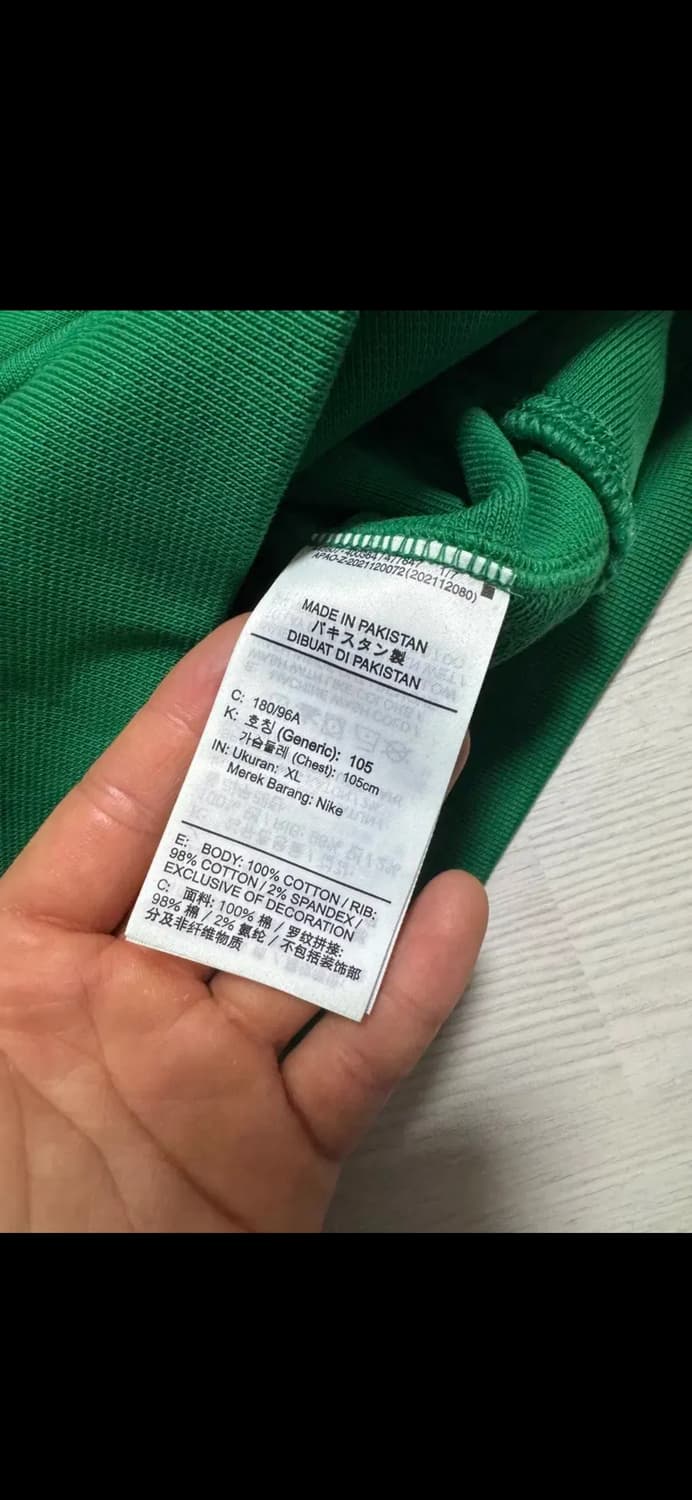 APAO-Z-2021120072 (202112080)
MADE IN PAKISTAN
パキスタン製
DIBUAT DI PAKISTAN
C: 180/96A
K: 호칭 (Generic): 105
가슴둘레 (Chest): 105cm
IN: Ukuran: XL
Merek Barang: Nike
E: BODY: 100% COTTON / RIB:
98% COTTON / 2% SPANDEX /
EXCLUSIVE OF DECORATION
C: 面料: 100% 棉 / 罗纹拼接:
98% 棉 / 2% 氨纶 / 不包括装饰部
分及非纤维物质